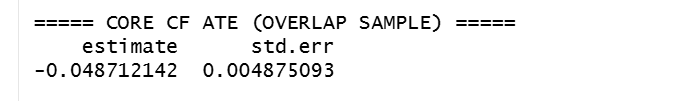 ===== CORE CF ATE (OVERLAP SAMPLE) =====
    estimate      std.err
-0.048712142  0.004875093